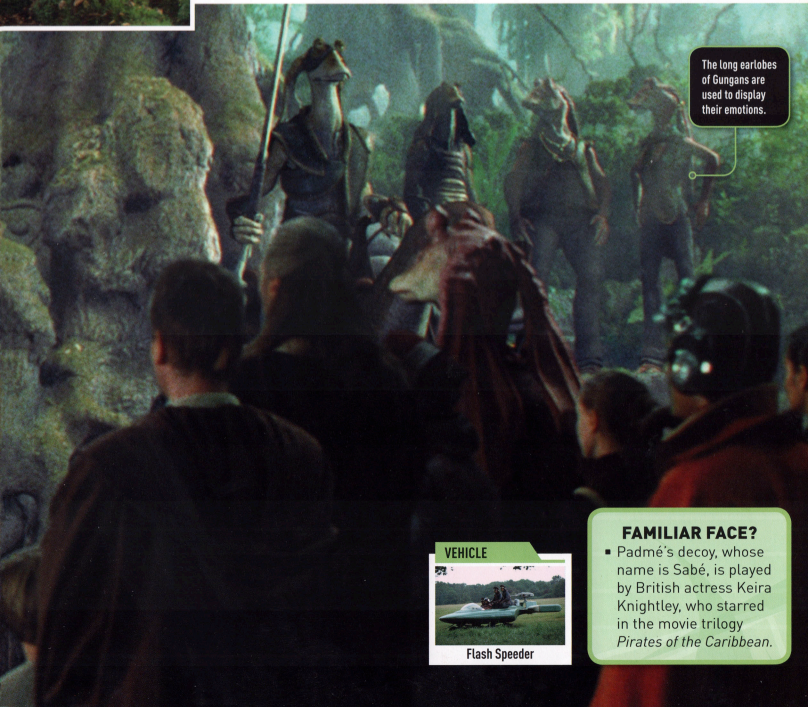 The long earlobes
of Gungans are
used to display
their emotions.
VEHICLE
Flash Speeder
FAMILIAR FACE?
▪ Padmé's decoy, whose
name is Sabé, is played
by British actress Keira
Knightley, who starred
in the movie trilogy
Pirates of the Caribbean.